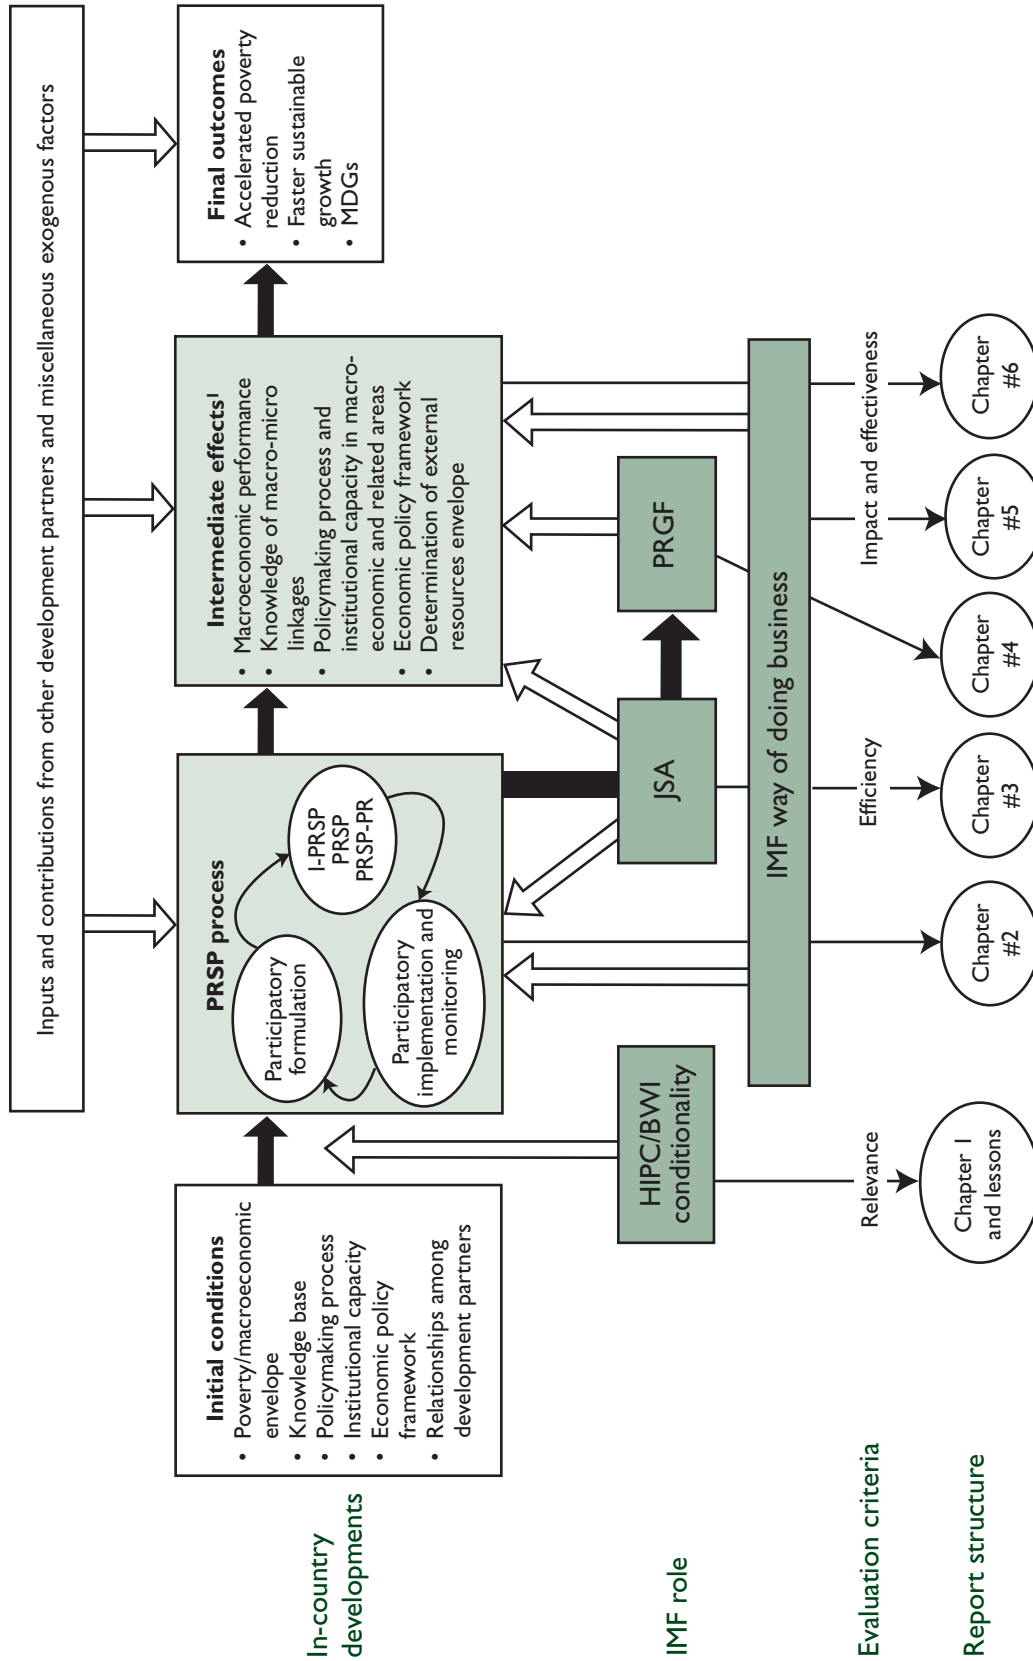 Inputs and contributions from other development partners and miscellaneous exogenous factors
In-country
developments
Initial conditions
• Poverty/macroeconomic
envelope
• Knowledge base
• Policymaking process
• Institutional capacity
• Economic policy
framework
• Relationships among
development partners
PRSP process
Participatory
formulation
I-PRSP
PRSP
PRSP-PR
Participatory
implementation and
monitoring
Intermediate effects¹
• Macroeconomic performance
• Knowledge of macro-micro
linkages
• Policymaking process and
institutional capacity in macro-
economic and related areas
• Economic policy framework
• Determination of external
resources envelope
Final outcomes
• Accelerated poverty
reduction
• Faster sustainable
growth
• MDGs
IMF role
HIPC/BWI
conditionality
JSA
PRGF
IMF way of doing business
Evaluation criteria
Relevance
Efficiency
Impact and effectiveness
Report structure
Chapter 1
and lessons
Chapter
#2
Chapter
#3
Chapter
#4
Chapter
#5
Chapter
#6